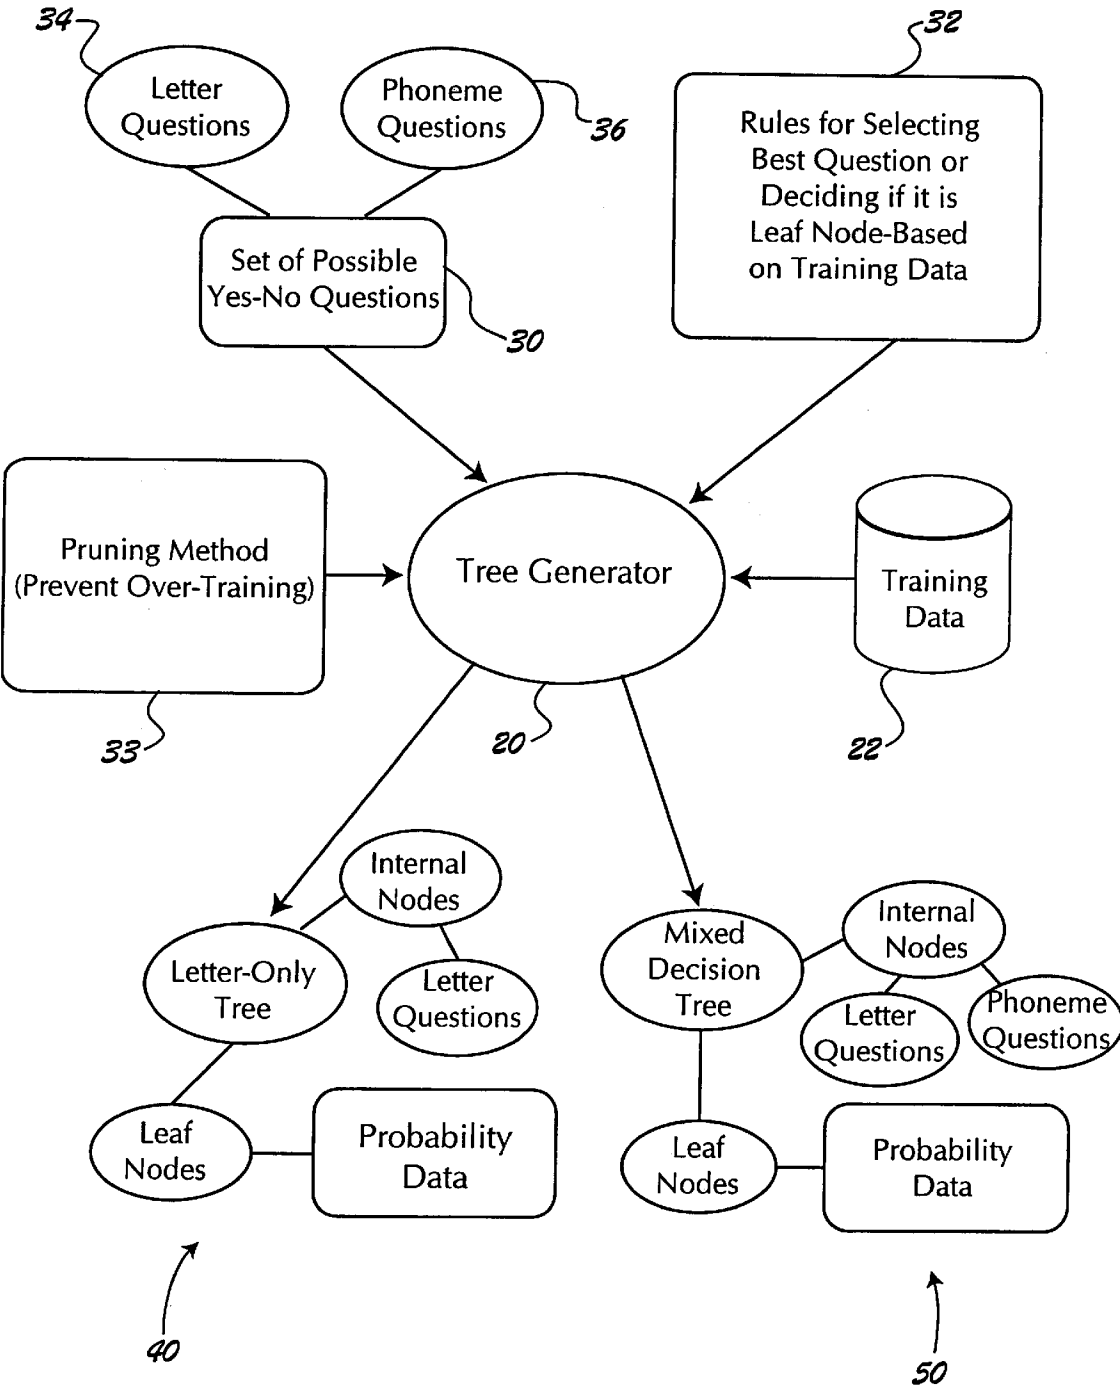 34
Letter
Questions
Phoneme
Questions
36
32
Rules for Selecting
Best Question or
Deciding if it is
Leaf Node-Based
on Training Data
Set of Possible
Yes-No Questions
30
Pruning Method
(Prevent Over-Training)
33
Tree Generator
20
Training
Data
22
Internal
Nodes
Letter-Only
Tree
Letter
Questions
Leaf
Nodes
Probability
Data
40
Mixed
Decision
Tree
Internal
Nodes
Letter
Questions
Phoneme
Questions
Leaf
Nodes
Probability
Data
50